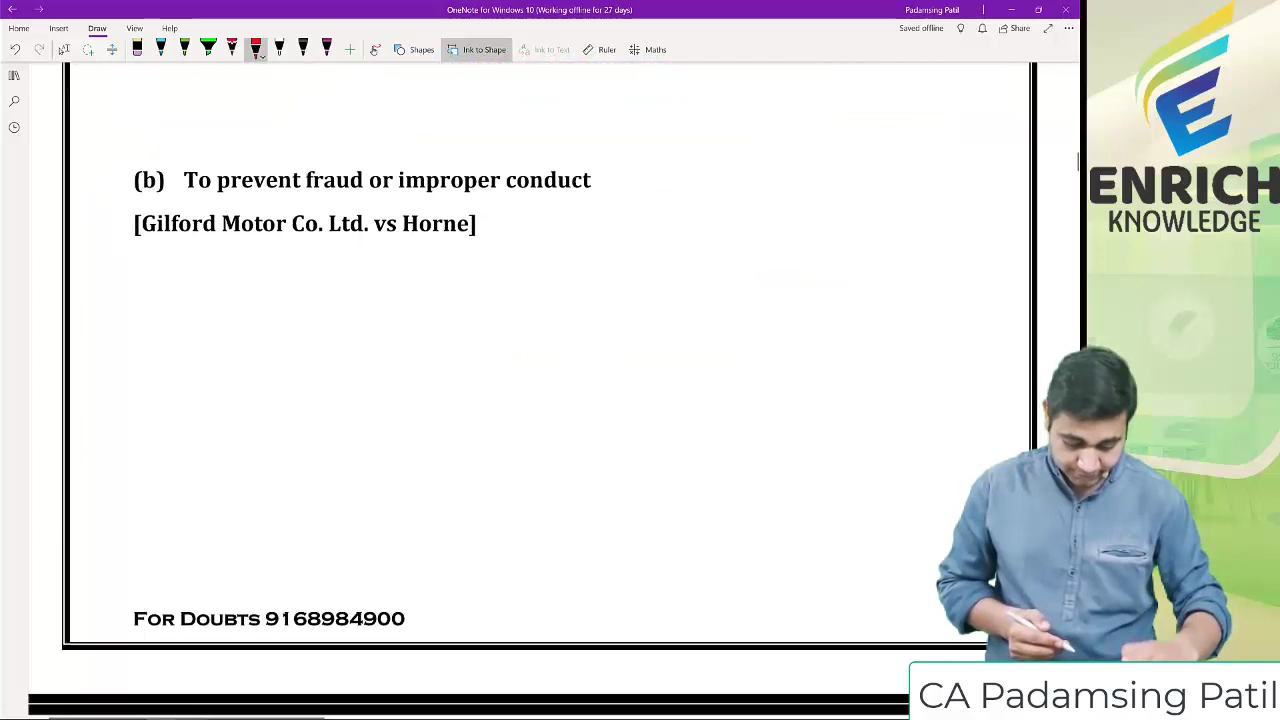 OneNote for Windows 10 (Working offline for 27 days)
Padamsing Patil
Home Insert Draw View Help
Saved offline
Share
Shapes
Ink to Shape
Ink to Text
Ruler
Maths
(b) To prevent fraud or improper conduct
[Gilford Motor Co. Ltd. vs Horne]
For Doubts 9168984900
ENRICH
KNOWLEDGE
CA Padamsing Patil